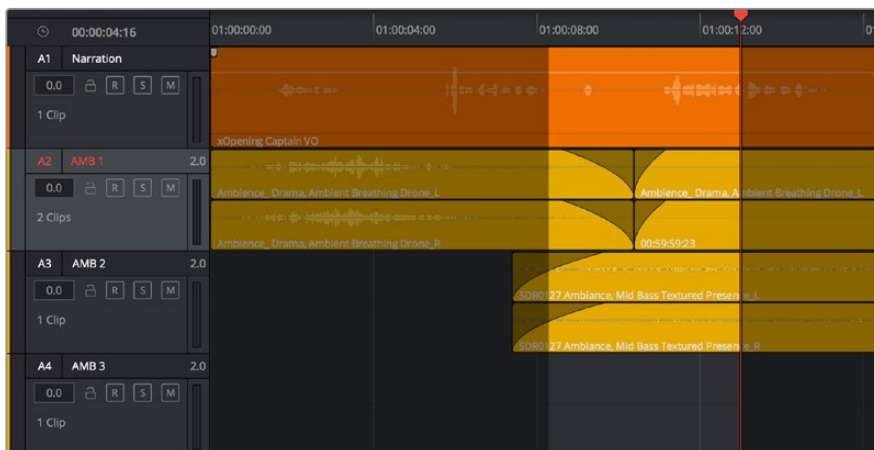 00:00:04:16 01:00:00:00 01:00:04:00 01:00:08:00 01:00:12:00 0
A1 Narration
0.0 R S M
1 Clip
xOpening Captain VO
A2 AMB 1 2.0
0.0 R S M
2 Clips
Ambience_ Drama, Ambient Breathing Drone_L Ambience_ Drama, Ambient Breathing Drone_L
Ambience_ Drama, Ambient Breathing Drone_R 00:59:59:23
A3 AMB 2 2.0
0.0 R S M
1 Clip
SDR0127 Ambiance, Mid Bass Textured Presence_L
SDR0127 Ambiance, Mid Bass Textured Presence_R
A4 AMB 3 2.0
0.0 R S M
1 Clip